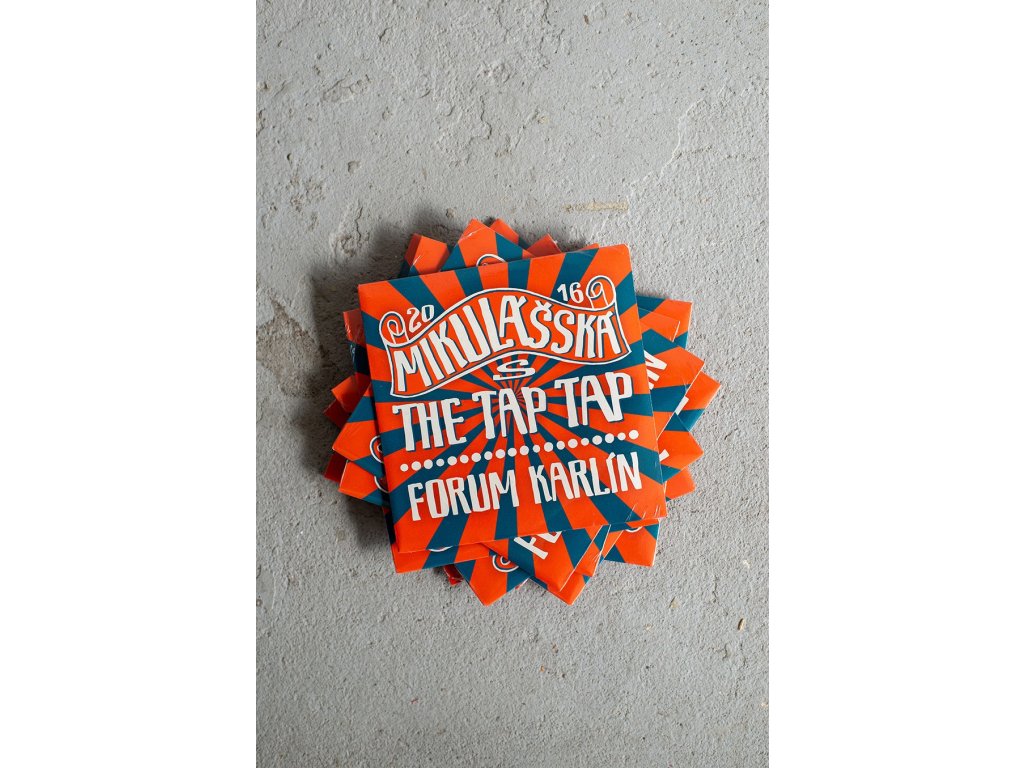 20 16
MIKULÁŠSKÁ
S
THE TAP TAP
FORUM KARLÍN